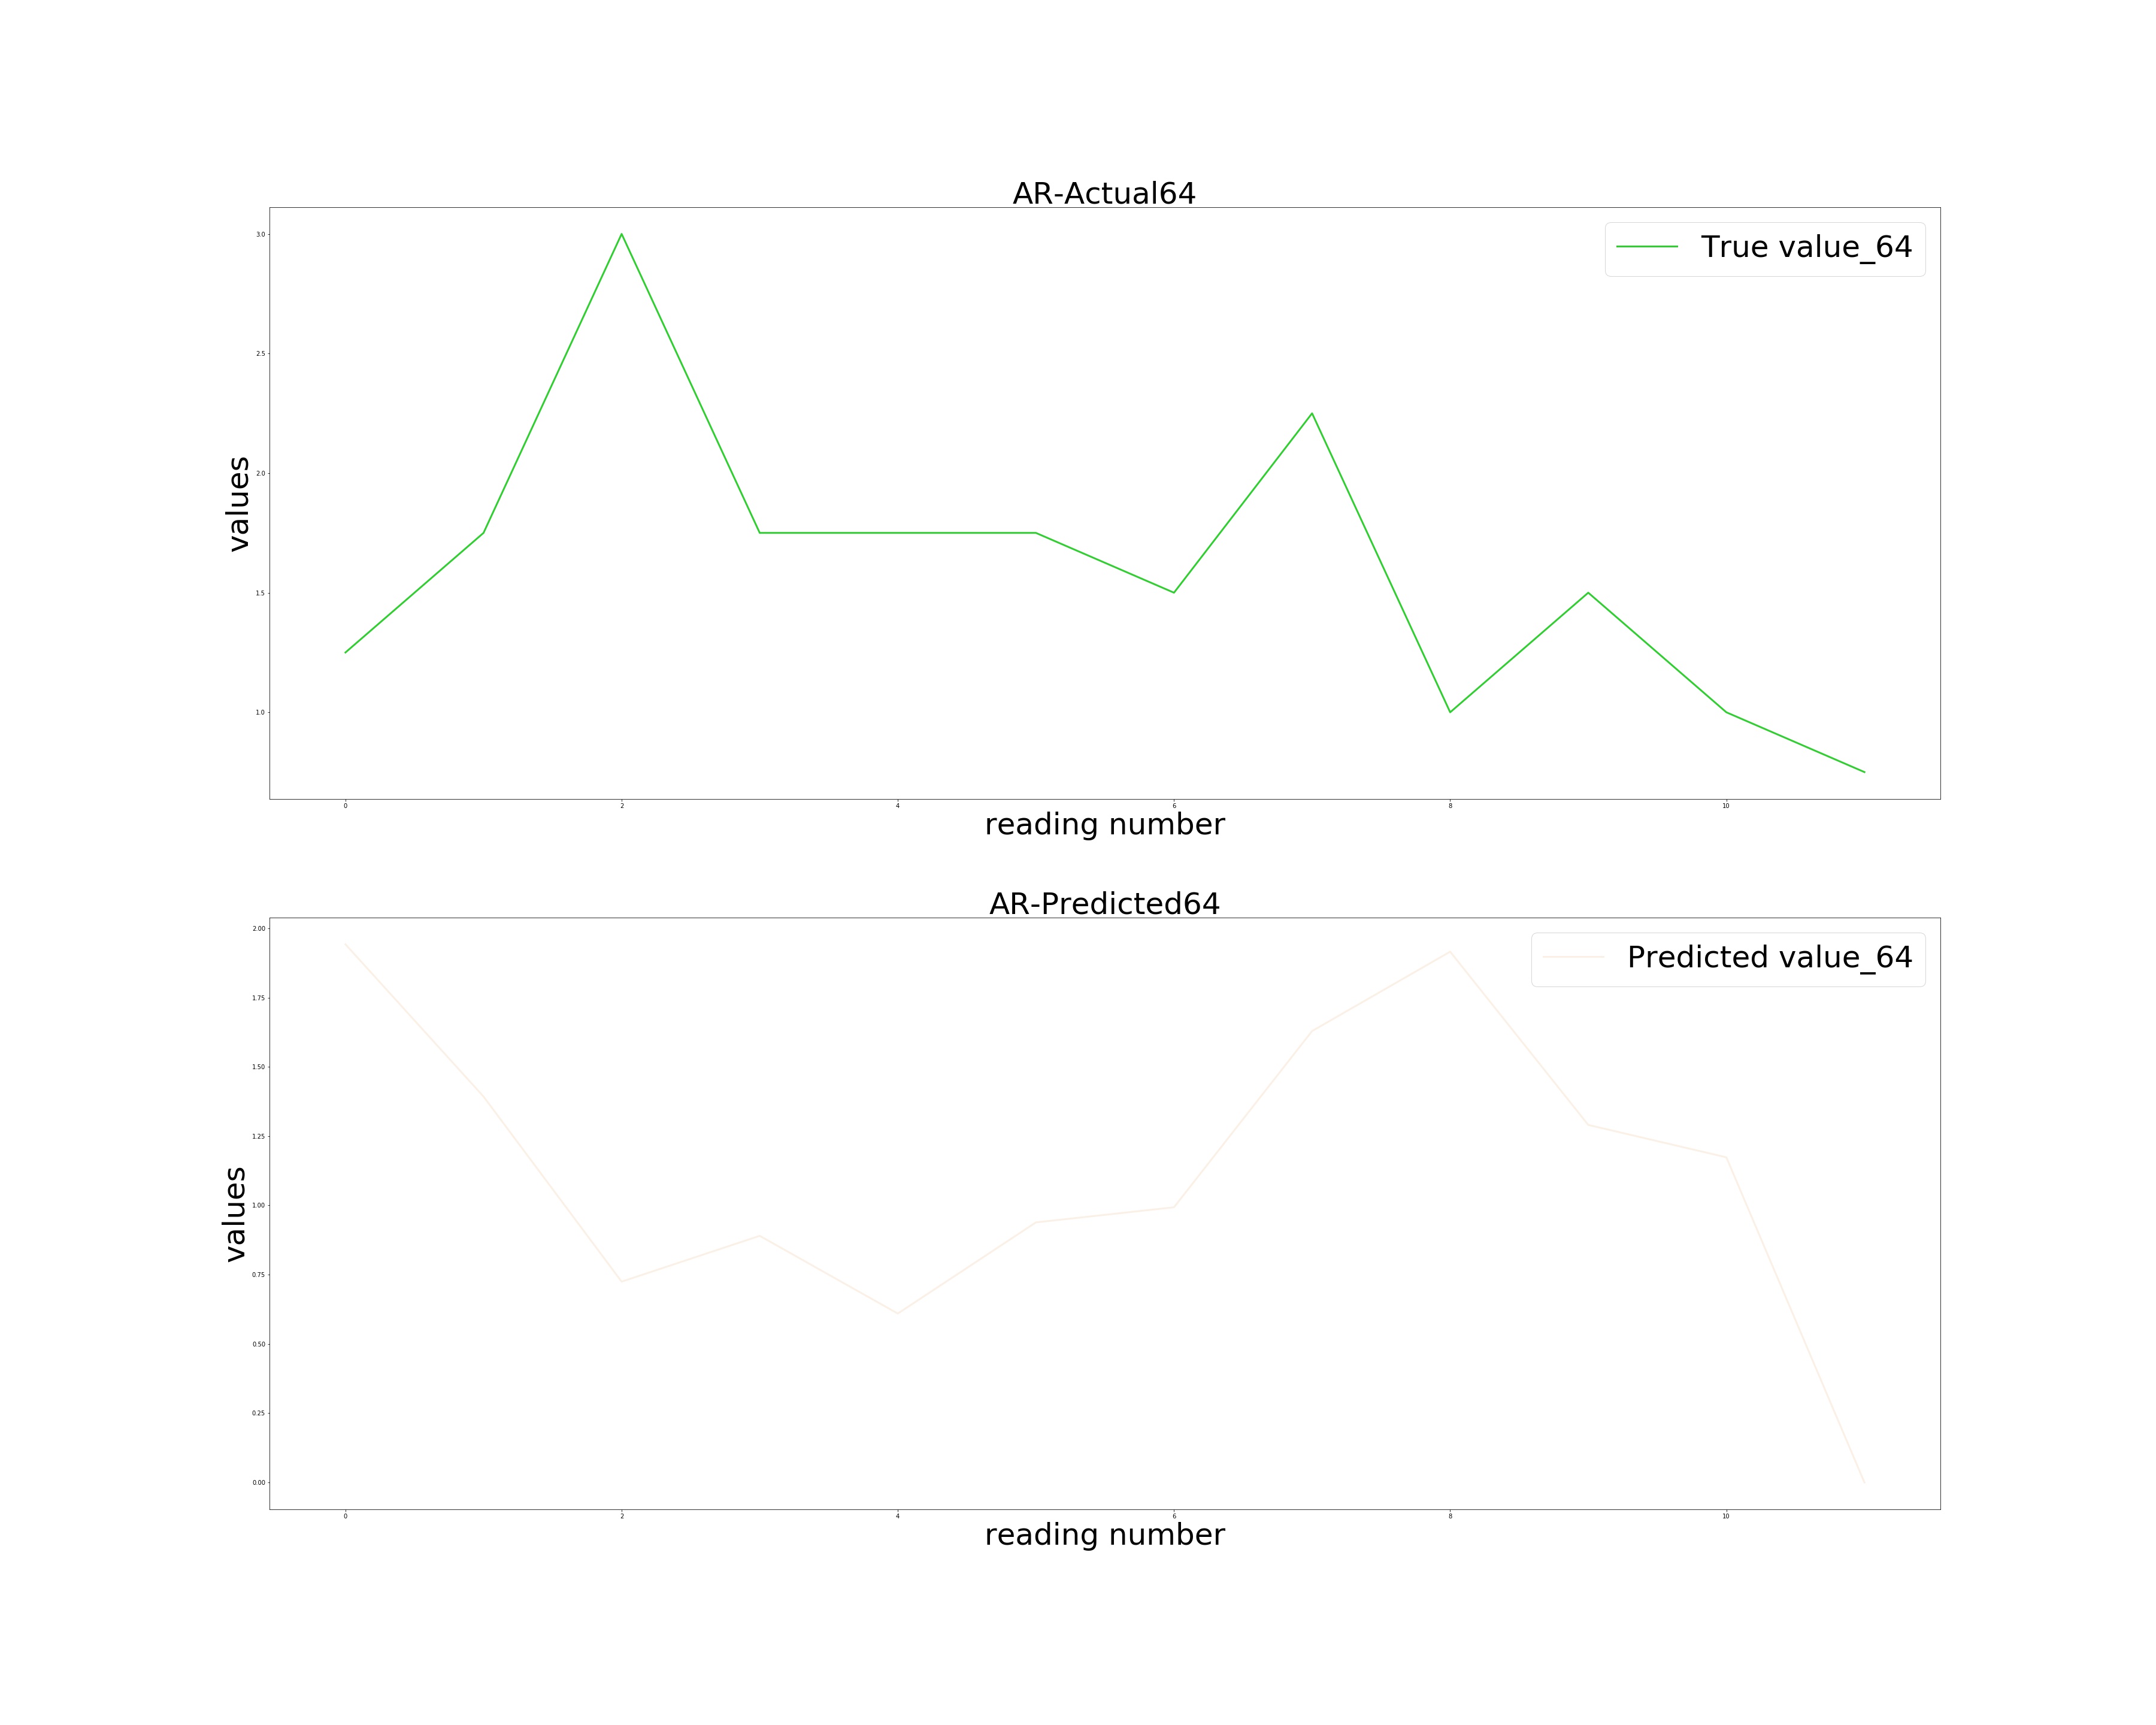 AR-Actual64
True value_64
3.0
2.5
2.0
1.5
1.0
values
0 2 4 6 8 10
reading number
AR-Predicted64
Predicted value_64
2.00
1.75
1.50
1.25
1.00
0.75
0.50
0.25
0.00
values
0 2 4 6 8 10
reading number